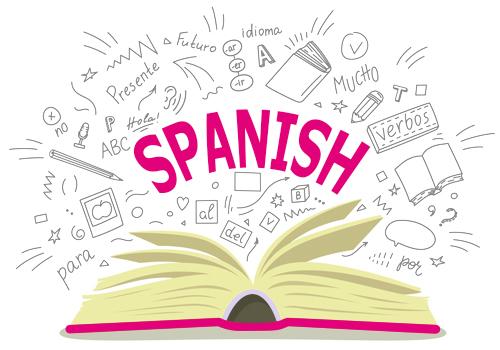 idioma
Futuro
-ar
-er
-ir
A
Presente
MUCHO
T
no
P
Hola!
ABC
SPANISH
verbos
B
al
V
del
?
para
por